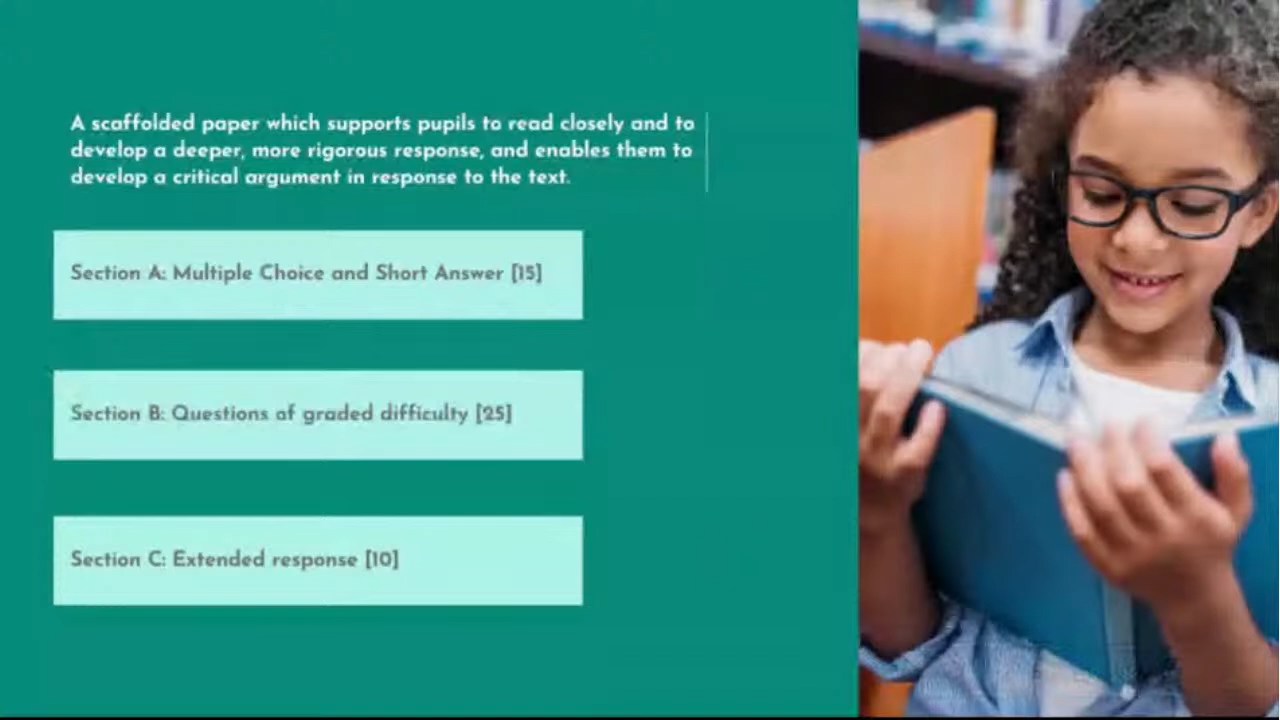 A scaffolded paper which supports pupils to read closely and to
develop a deeper, more rigorous response, and enables them to
develop a critical argument in response to the text.
Section A: Multiple Choice and Short Answer [15]
Section B: Questions of graded difficulty [25]
Section C: Extended response [10]